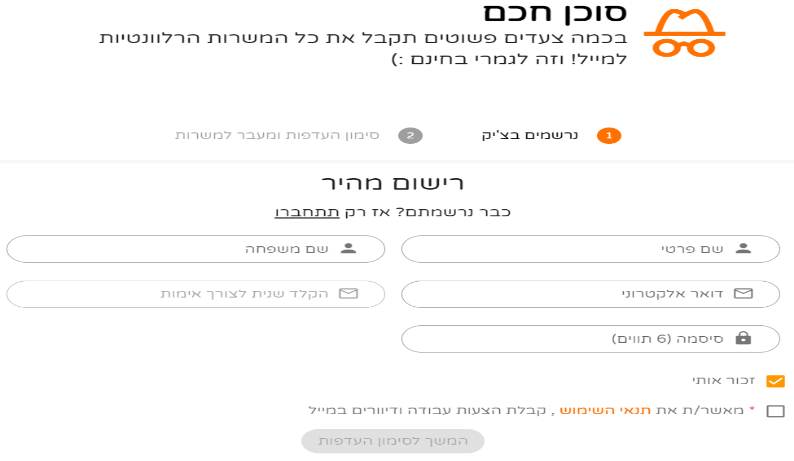 סוכן חכם
בכמה צעדים פשוטים תקבל את כל המשרות הרלוונטיות
למייל! וזה לגמרי בחינם :)
1 נרשמים בצ'יק 2 סימון העדפות ומעבר למשרות
רישום מהיר
כבר נרשמתם? אז רק תתחברו
שם פרטי שם משפחה
דואר אלקטרוני הקלד שנית לצורך אימות
סיסמה (6 תווים)
זכור אותי
* מאשר/ת את תנאי השימוש , קבלת הצעות עבודה ודיוורים במייל
המשך לסימון העדפות